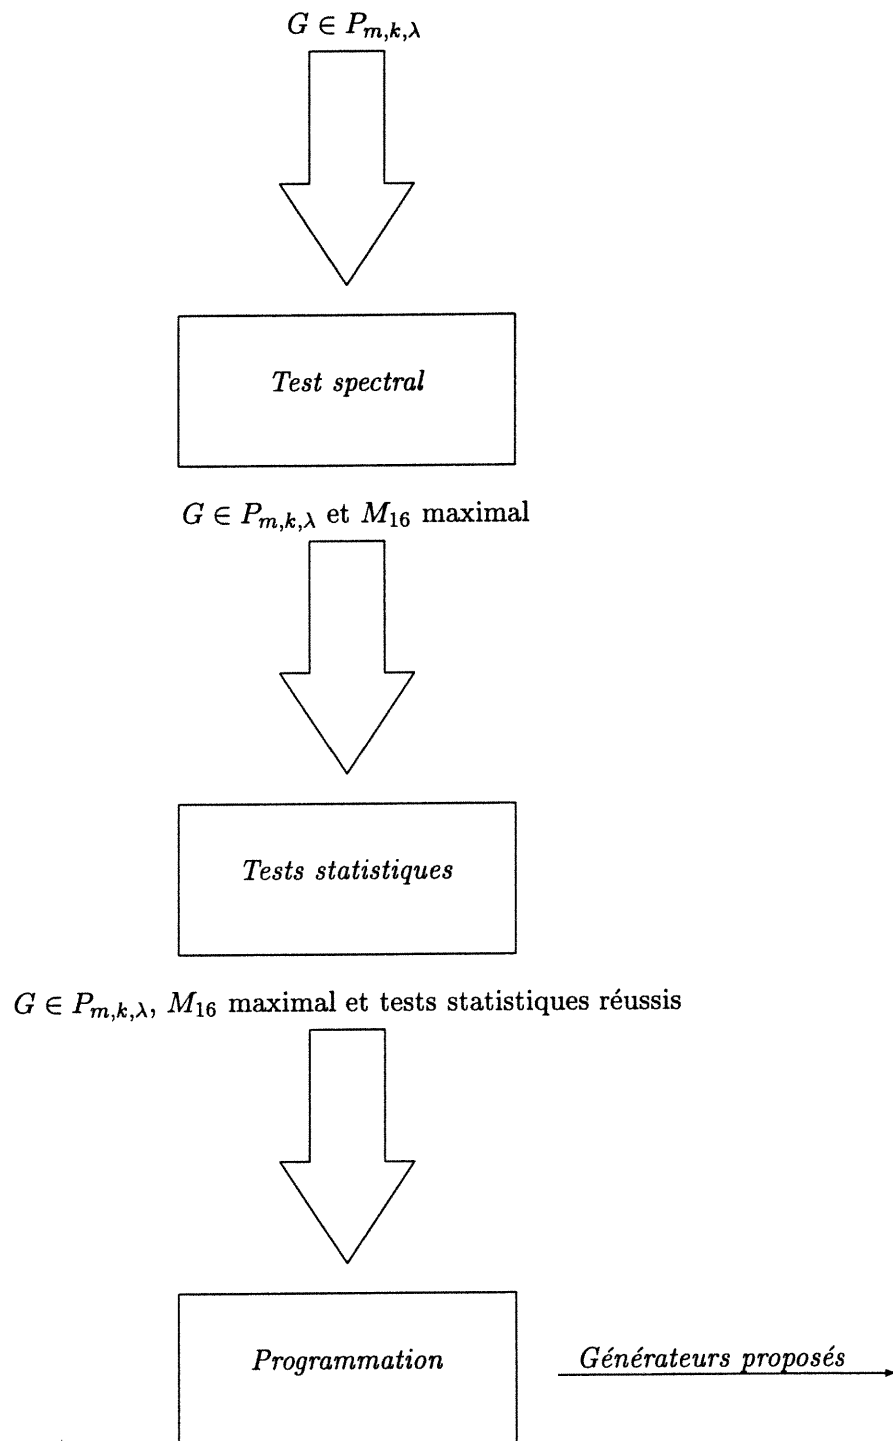 G ∈ P_{m,k,λ}
Test spectral
G ∈ P_{m,k,λ} et M_{16} maximal
Tests statistiques
G ∈ P_{m,k,λ}, M_{16} maximal et tests statistiques réussis
Programmation
Générateurs proposés